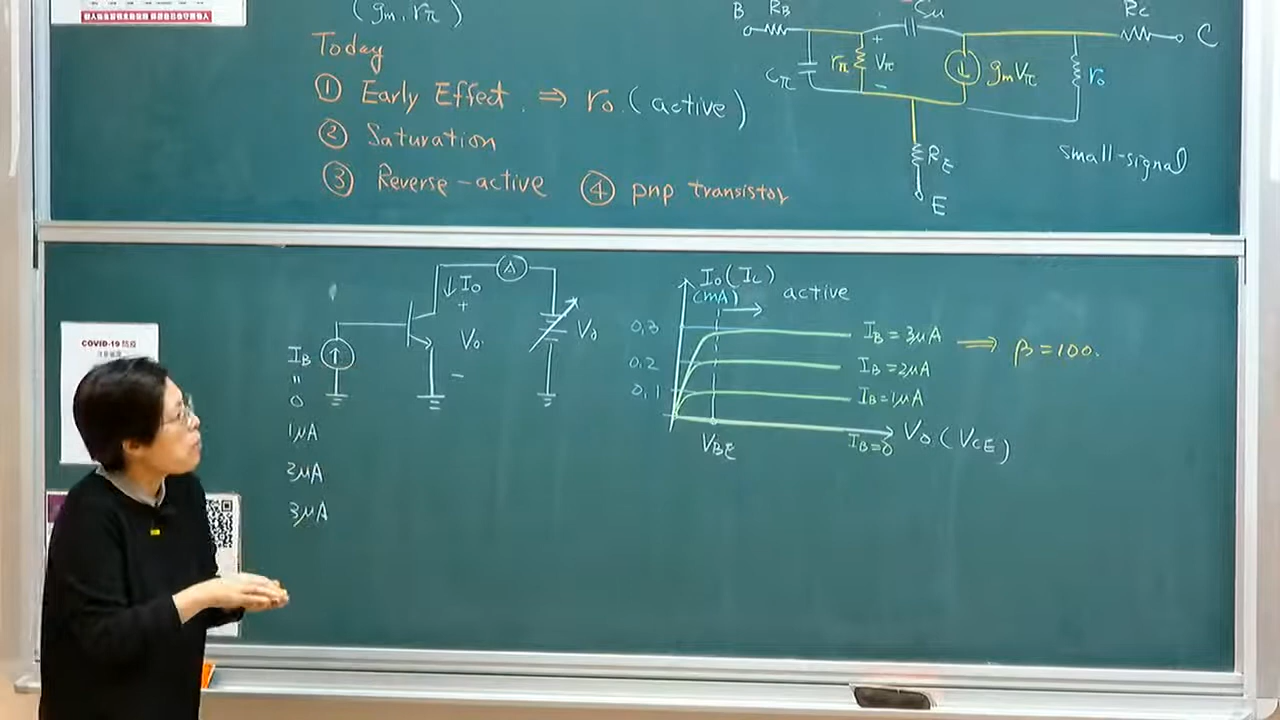 (gm, rπ)
Today
① Early Effect ⇒ ro (active)
② Saturation
③ Reverse-active ④ pnp transistor
B RB Cμ RC C
Cπ rπ + Vπ - gmVπ ro
RE
E
small-signal
IB
"
0
1μA
2μA
3μA
A
Io
+
Vo
-
Vo
Io (Ic)
(mA)
active
0.3
0.2
0.1
IB = 3μA ⇒ β = 100.
IB = 2μA
IB = 1μA
IB = 0
Vo (VCE)
VBE
COVID-19 防疫